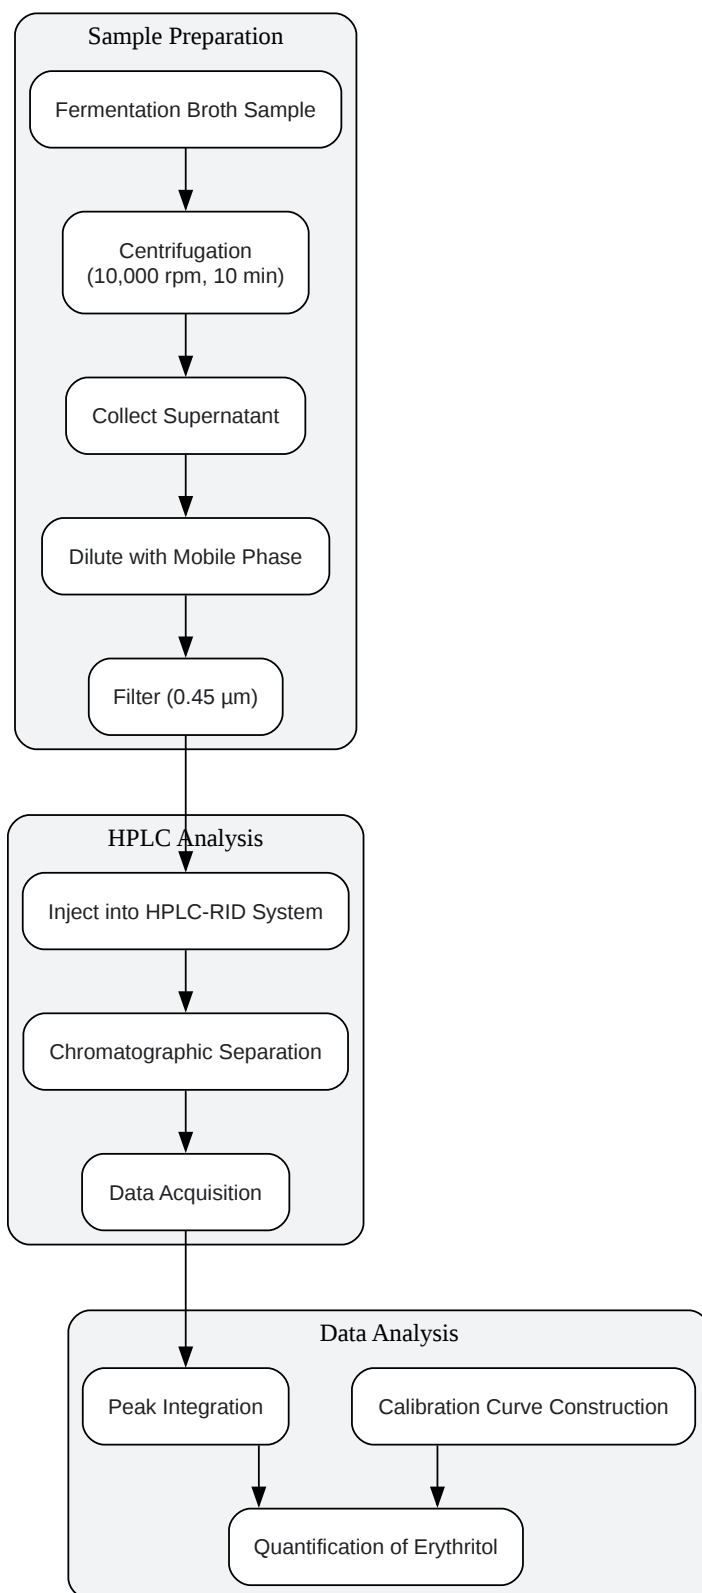 Sample Preparation
Fermentation Broth Sample
Centrifugation
(10,000 rpm, 10 min)
Collect Supernatant
Dilute with Mobile Phase
Filter (0.45 µm)
HPLC Analysis
Inject into HPLC-RID System
Chromatographic Separation
Data Acquisition
Data Analysis
Peak Integration
Calibration Curve Construction
Quantification of Erythritol